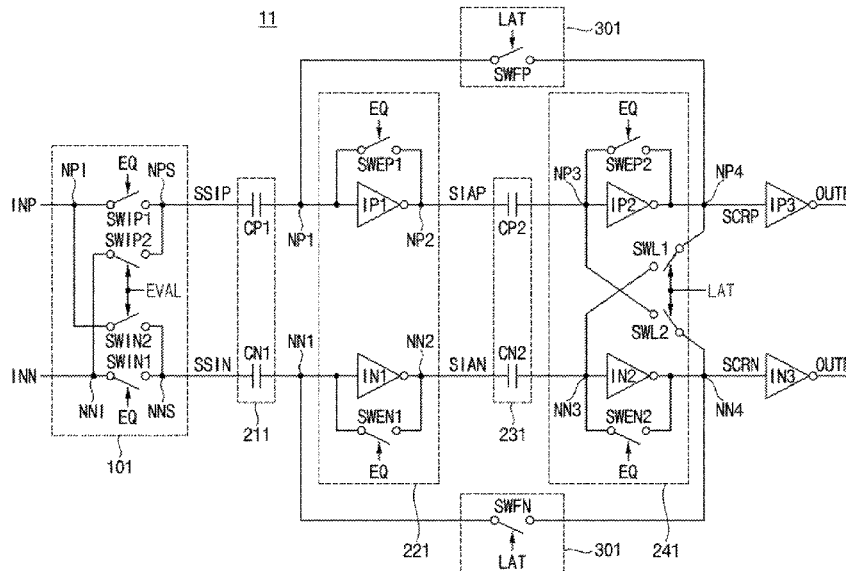 11
LAT
301
SWFP
EQ
SWEP1
EQ
SWEP2
NPI
EQ
NPS
SSIP
SIAP
NP3
NP4
INP
SWIP1
CP1
NP1
IP1
NP2
CP2
IP2
SCRP
IP3
SWIP2
SWL1
EVAL
LAT
SWIN2
SWL2
SWIN1
INN
SSIN
CN1
NN1
NN2
SIAN
CN2
IN1
IN2
SCRN
IN3
NNI
EQ
NNS
NN3
NN4
211
SWEN1
231
SWEN2
101
EQ
EQ
SWFN
LAT
221
301
241